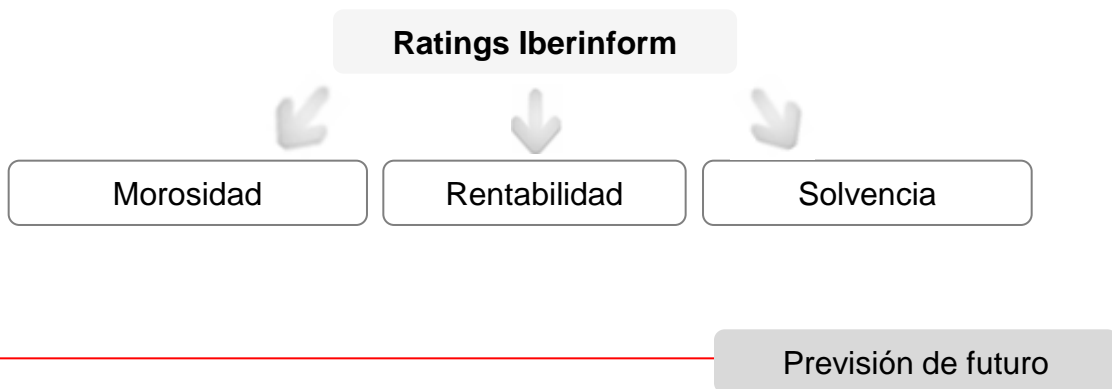 Ratings Iberinform
Morosidad
Rentabilidad
Solvencia
Previsión de futuro